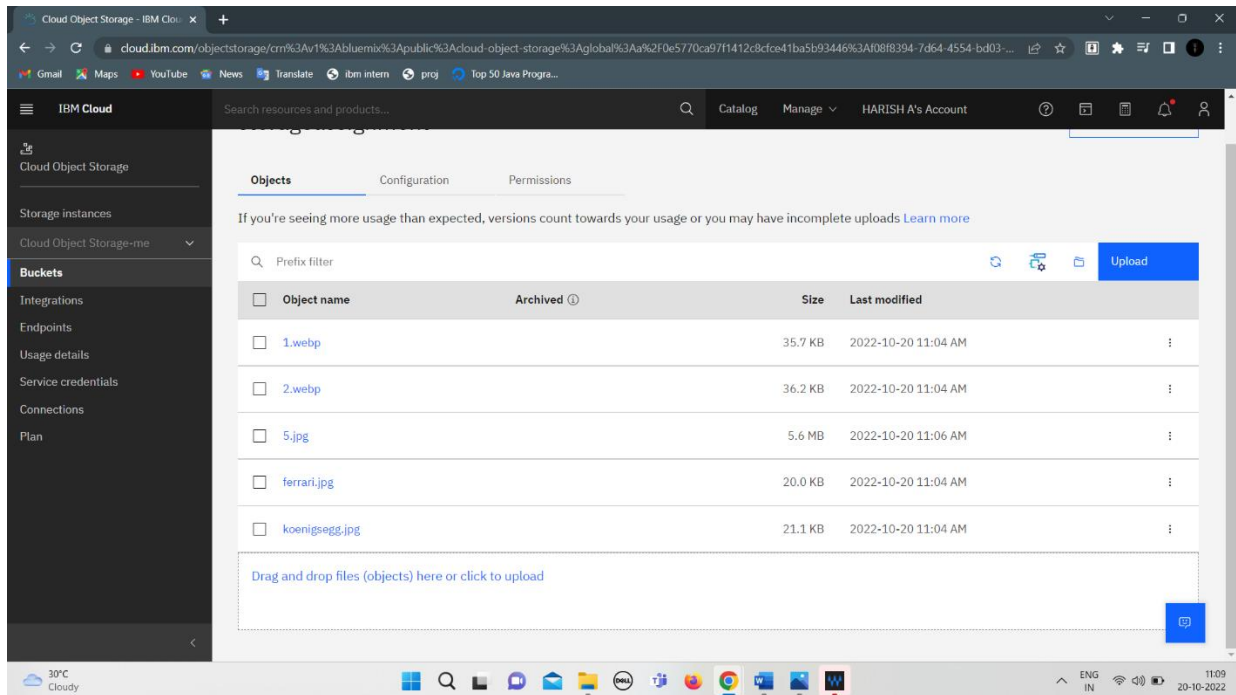 Cloud Object Storage - IBM Clou
cloud.ibm.com/objectstorage/crn%3Av1%3Abluemix%3Apublic%3Acloud-object-storage%3Aglobal%3Aa%2F0e5770ca97f1412c8cfce41ba5b93446%3Af08f8394-7d64-4554-bd03-...
Gmail Maps YouTube News Translate ibm intern proj Top 50 Java Progra...
IBM Cloud Search resources and products... Catalog Manage HARISH A's Account
Cloud Object Storage
Storage instances
Cloud Object Storage-me
Buckets
Integrations
Endpoints
Usage details
Service credentials
Connections
Plan
Objects Configuration Permissions
If you're seeing more usage than expected, versions count towards your usage or you may have incomplete uploads Learn more
Prefix filter Upload
Object name Archived Size Last modified
1.webp 35.7 KB 2022-10-20 11:04 AM
2.webp 36.2 KB 2022-10-20 11:04 AM
5.jpg 5.6 MB 2022-10-20 11:06 AM
ferrari.jpg 20.0 KB 2022-10-20 11:04 AM
koenigsegg.jpg 21.1 KB 2022-10-20 11:04 AM
Drag and drop files (objects) here or click to upload
30°C
Cloudy
DELL
ENG
IN
11:09
20-10-2022